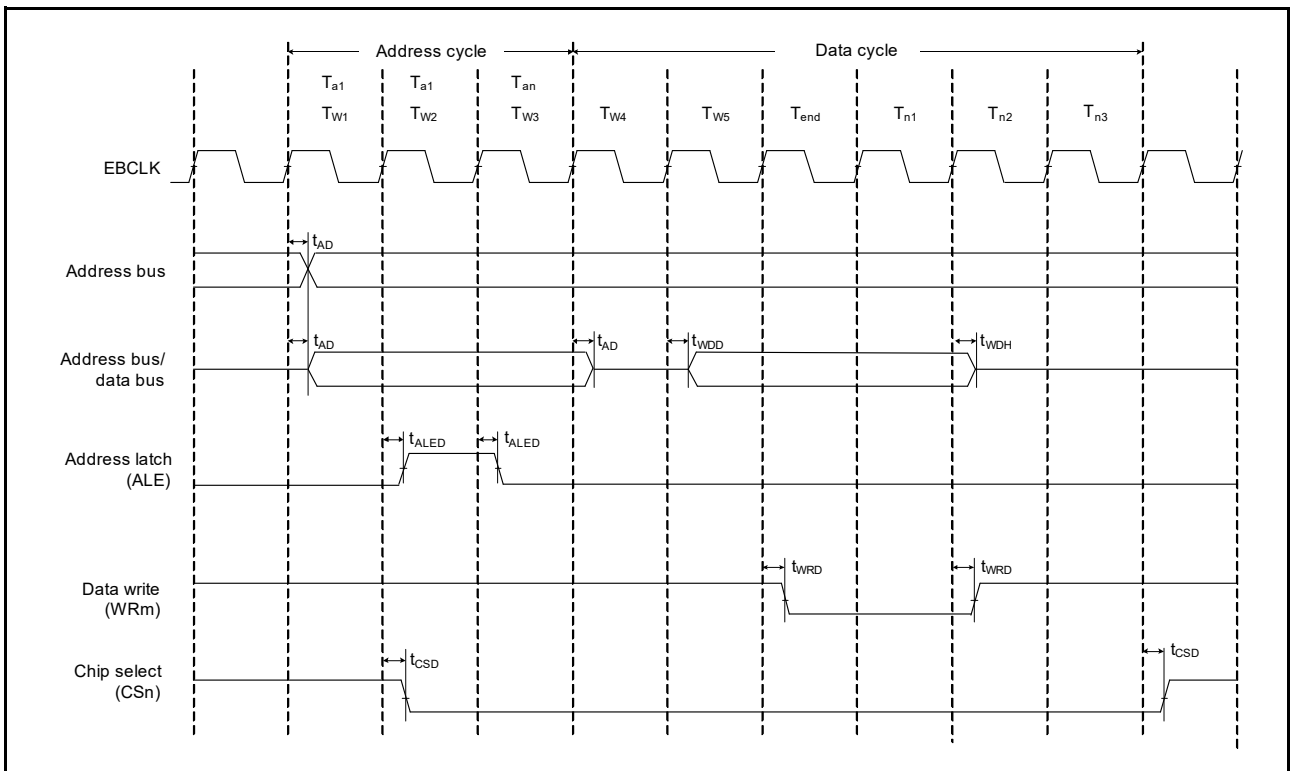 Address cycle Data cycle
Ta1 Ta1 Tan
TW1 TW2 TW3 TW4 TW5 Tend Tn1 Tn2 Tn3
EBCLK
tAD
Address bus
tAD tAD tWDD tWDH
Address bus/
data bus
tALED tALED
Address latch
(ALE)
tWRD tWRD
Data write
(WRm)
tCSD tCSD
Chip select
(CSn)